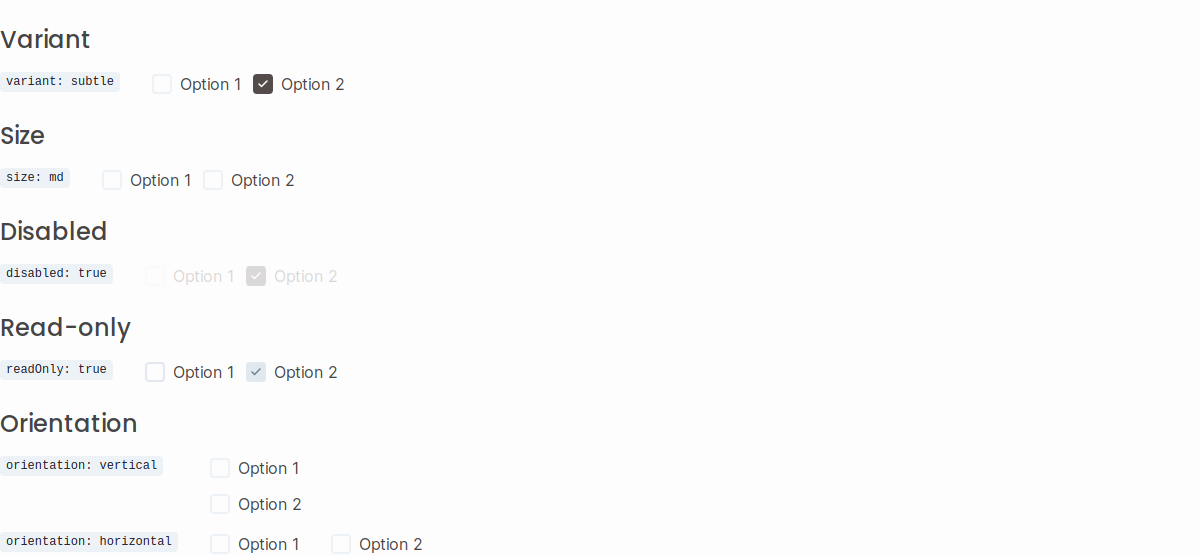 Variant
variant: subtle Option 1 Option 2
Size
size: md Option 1 Option 2
Disabled
disabled: true Option 1 Option 2
Read-only
readOnly: true Option 1 Option 2
Orientation
orientation: vertical Option 1
Option 2
orientation: horizontal Option 1 Option 2